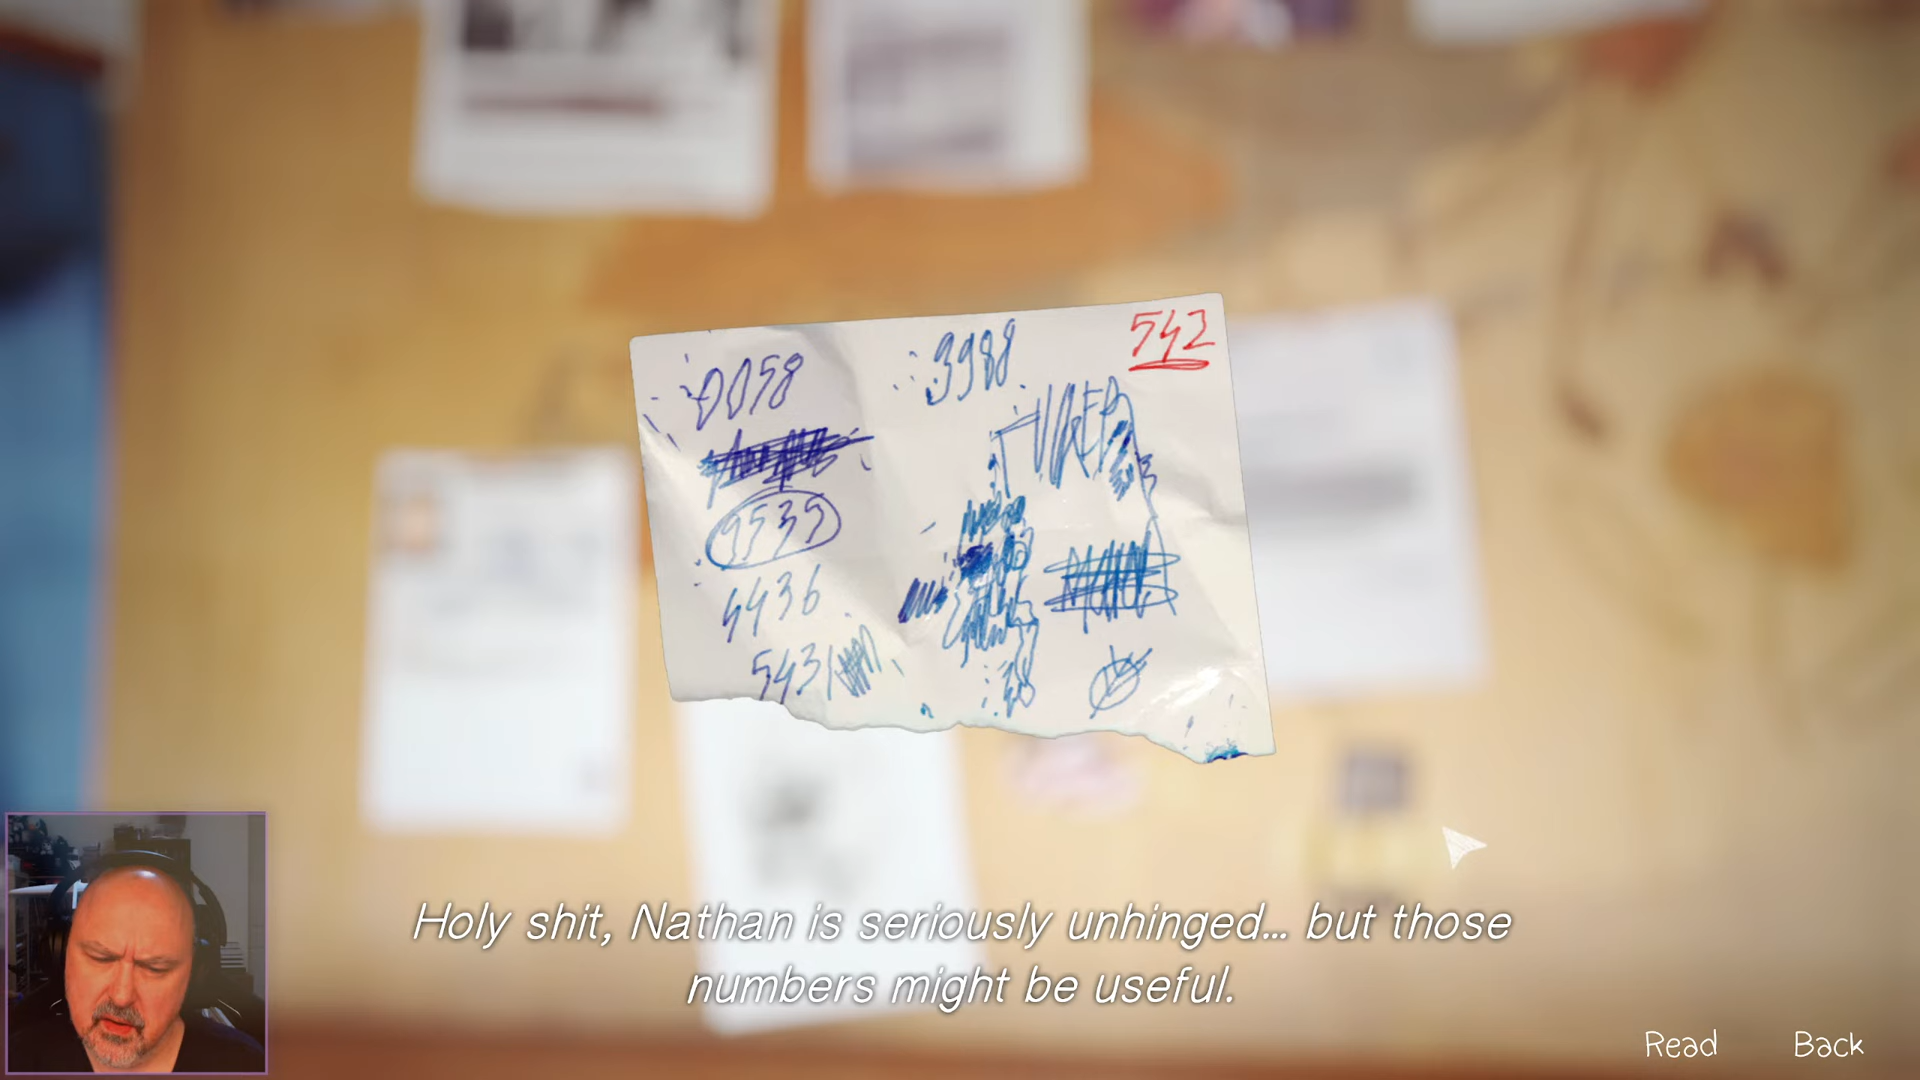 0058
3988
542
9535
5436
5431
Holy shit, Nathan is seriously unhinged... but those
numbers might be useful.
Read
Back